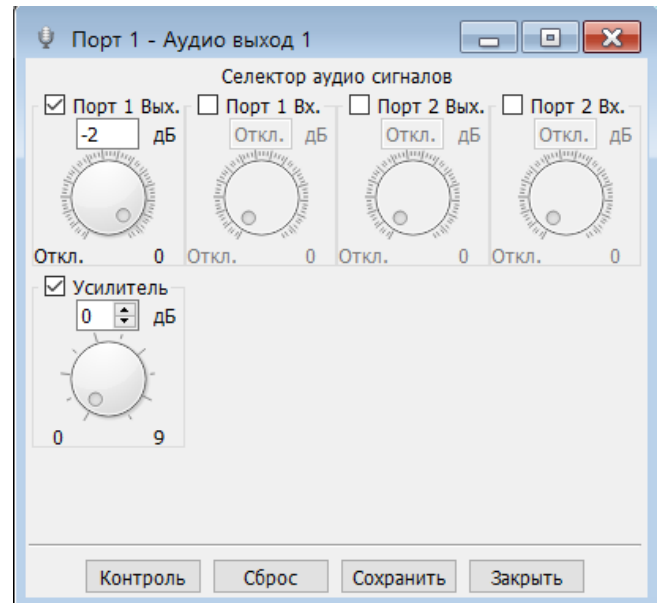 Порт 1 - Аудио выход 1
Селектор аудио сигналов
Порт 1 Вых. Порт 1 Вх. Порт 2 Вых. Порт 2 Вх.
-2 дБ Откл. дБ Откл. дБ Откл. дБ
Откл. 0 Откл. 0 Откл. 0 Откл. 0
Усилитель
0 дБ
0 9
Контроль Сброс Сохранить Закрыть